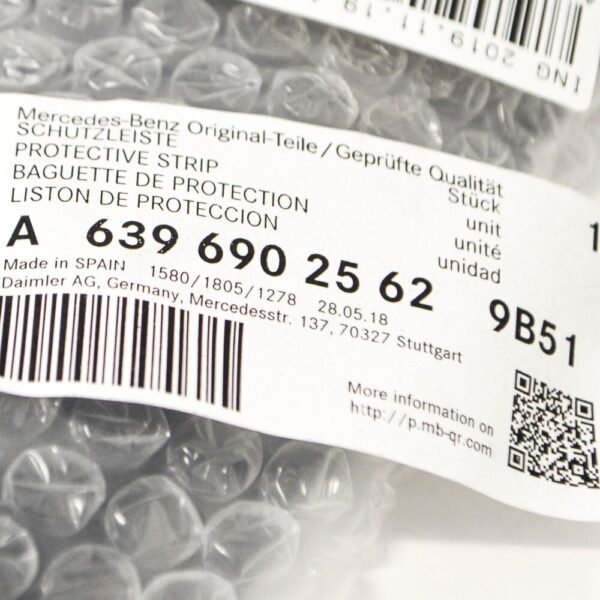 ING 2019.11.19 1
Mercedes-Benz Original-Teile/Geprüfte Qualität
SCHUTZLEISTE Stück
PROTECTIVE STRIP unit 1
BAGUETTE DE PROTECTION unité
LISTON DE PROTECCION unidad
A 639 690 25 62 9B51
Made in SPAIN 1580/1805/1278 28.05.18
Daimler AG, Germany, Mercedesstr. 137, 70327 Stuttgart
More information on
http://p.mb-qr.com